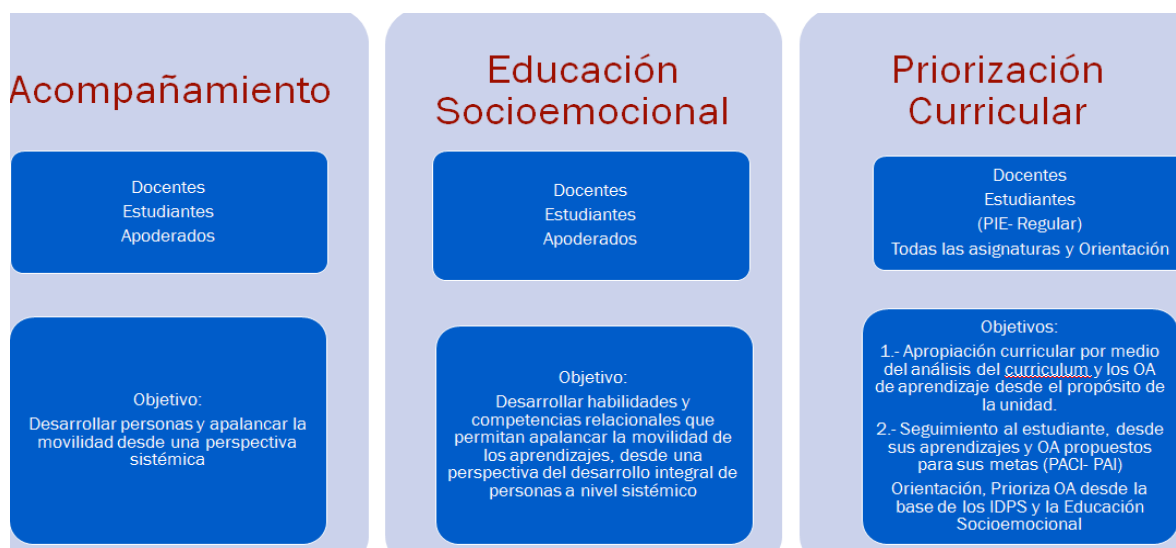 Acompañamiento
Docentes
Estudiantes
Apoderados
Objetivo:
Desarrollar personas y apalancar la
movilidad desde una perspectiva
sistémica
Educación
Socioemocional
Docentes
Estudiantes
Apoderados
Objetivo:
Desarrollar habilidades y
competencias relacionales que
permitan apalancar la movilidad de
los aprendizajes, desde una
perspectiva del desarrollo integral de
personas a nivel sistémico
Priorización
Curricular
Docentes
Estudiantes
(PIE- Regular)
Todas las asignaturas y Orientación
Objetivos:
1.- Apropiación curricular por medio
del análisis del curriculum y los OA
de aprendizaje desde el propósito de
la unidad.
2.- Seguimiento al estudiante, desde
sus aprendizajes y OA propuestos
para sus metas (PACI- PAI)
Orientación, Prioriza OA desde la
base de los IDPS y la Educación
Socioemocional